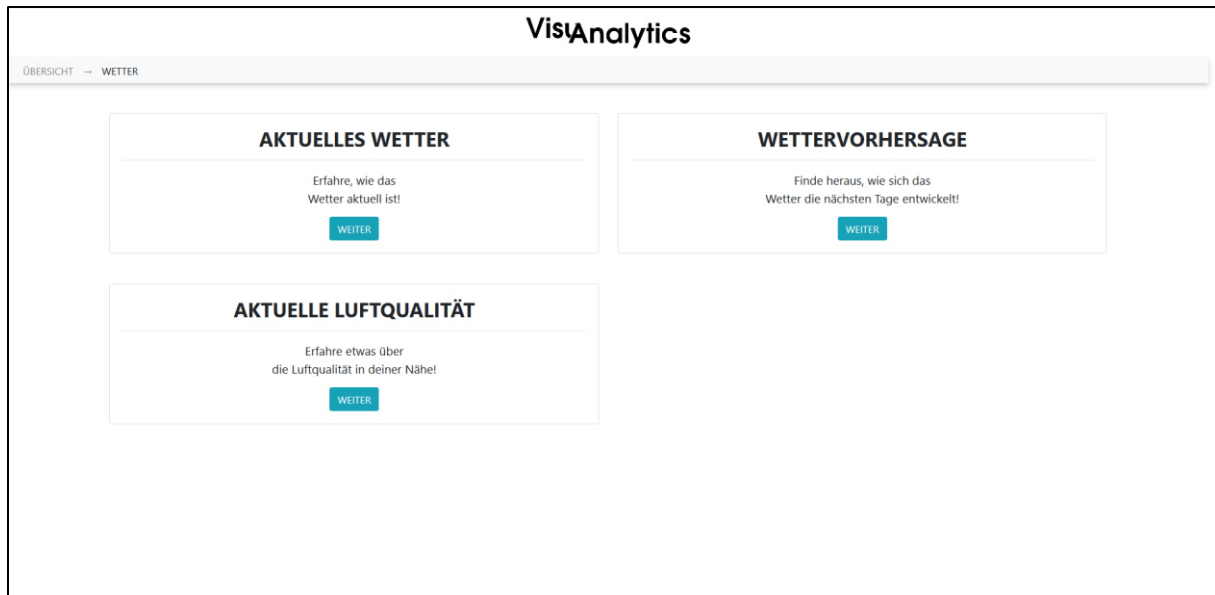 VisuAnalytics
ÜBERSICHT → WETTER
AKTUELLES WETTER
Erfahre, wie das
Wetter aktuell ist!
WEITER
WETTERVORHERSAGE
Finde heraus, wie sich das
Wetter die nächsten Tage entwickelt!
WEITER
AKTUELLE LUFTQUALITÄT
Erfahre etwas über
die Luftqualität in deiner Nähe!
WEITER